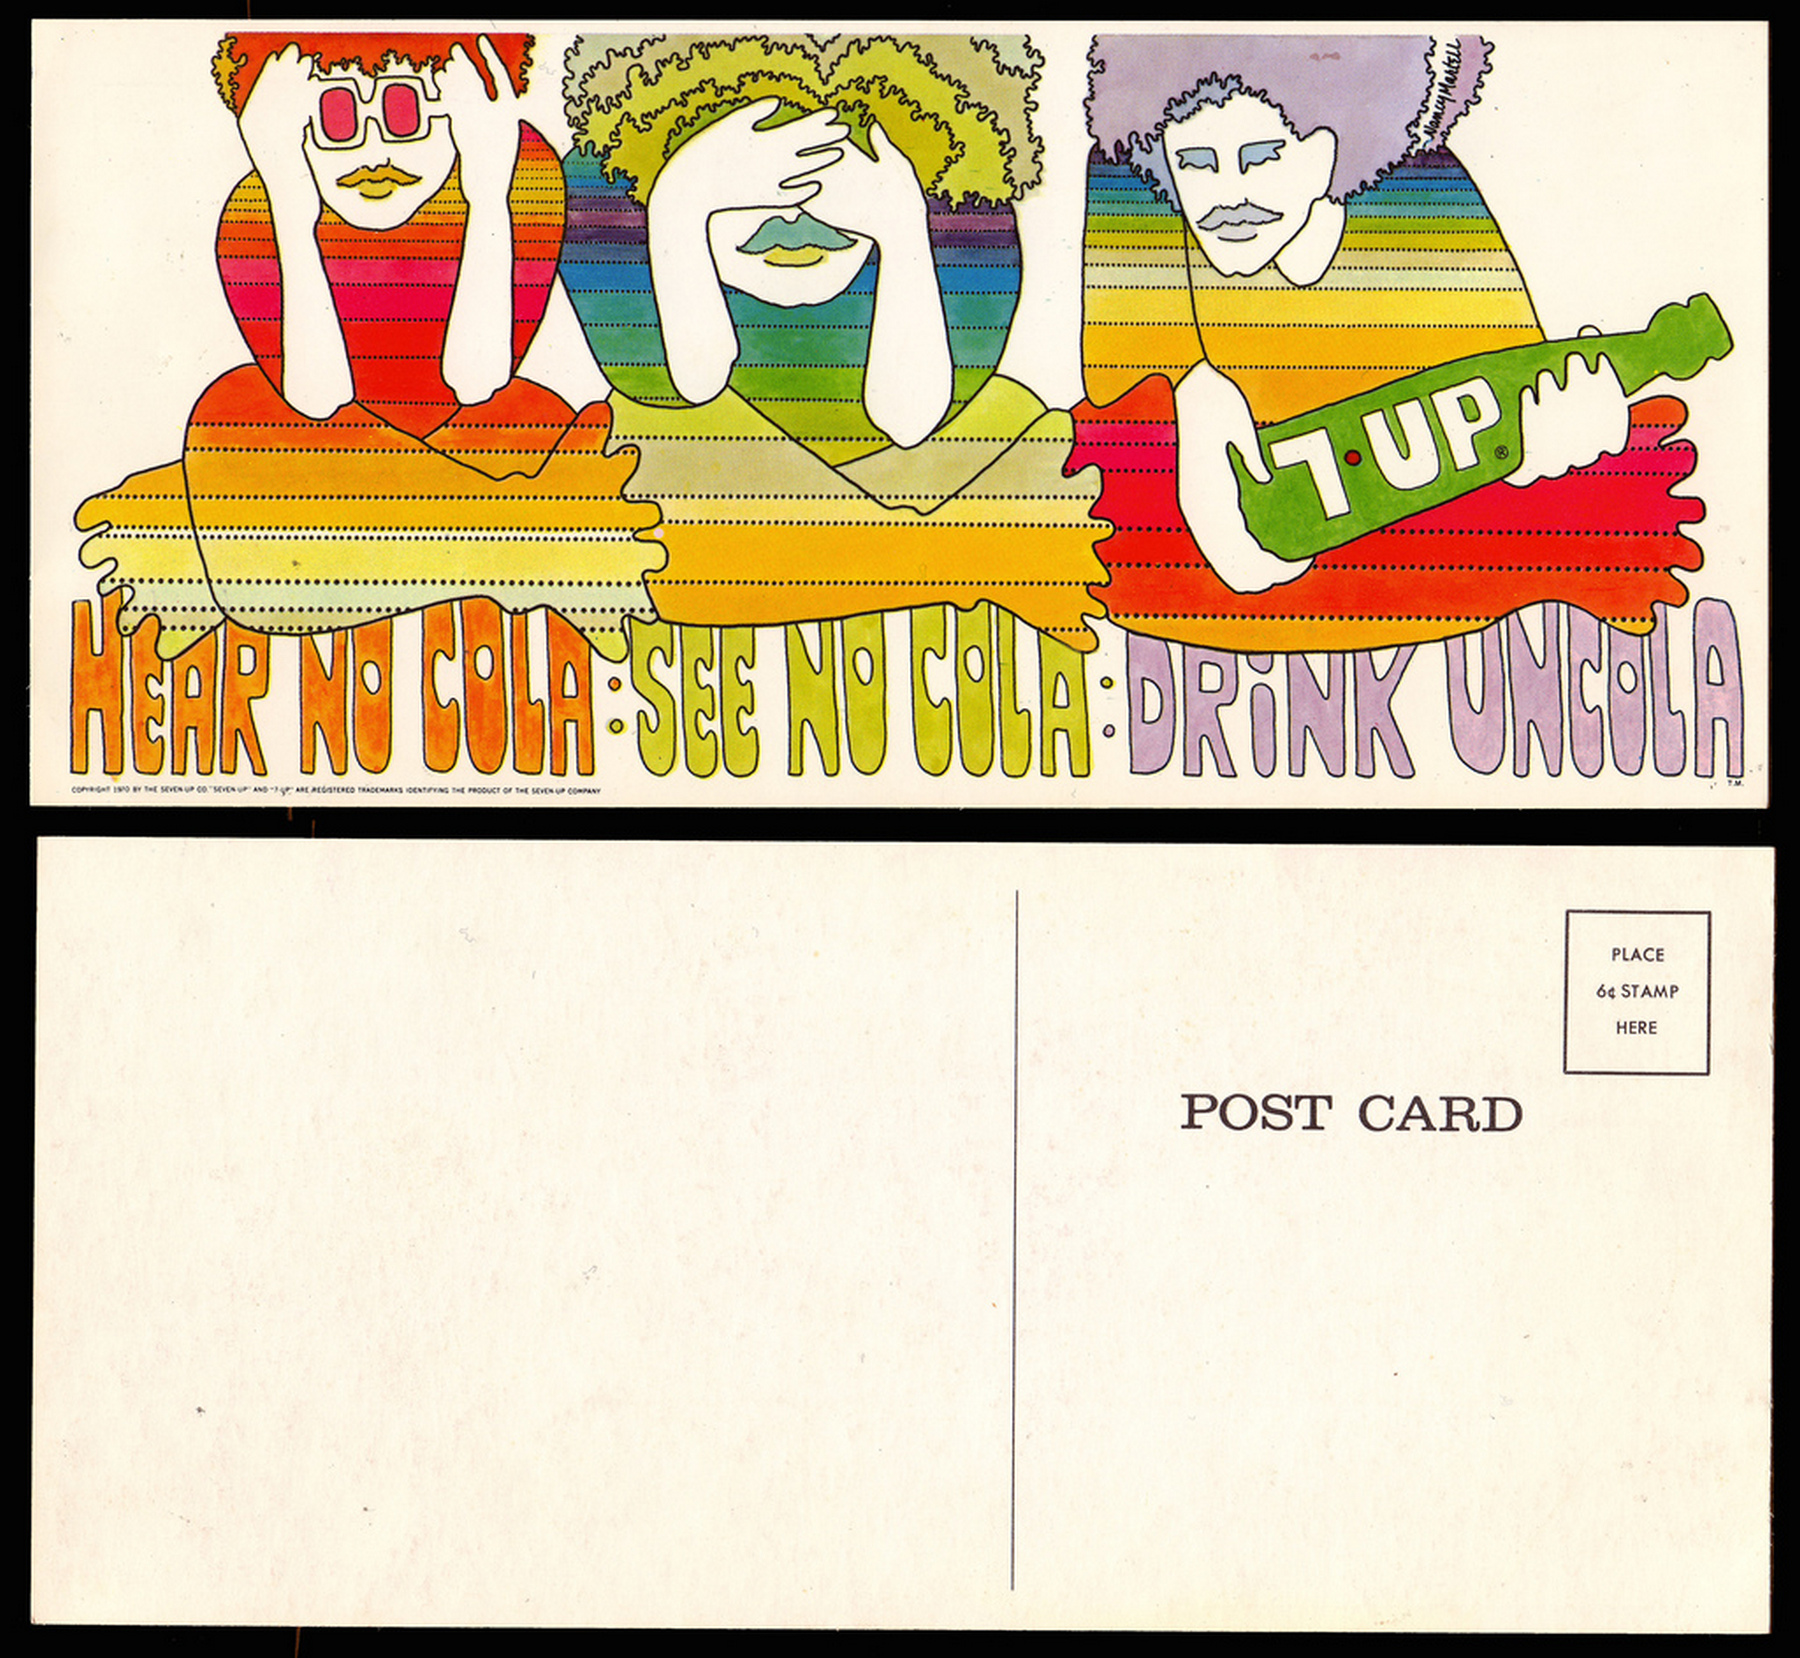 Nancy Martell
7·UP®
HEAR NO COLA:SEE NO COLA:DRiNK UNCOLA
T.M.
COPYRIGHT 1970 BY THE SEVEN-UP CO. "SEVEN-UP" AND "7-UP" ARE REGISTERED TRADEMARKS IDENTIFYING THE PRODUCT OF THE SEVEN-UP COMPANY
PLACE
6¢ STAMP
HERE
POST CARD